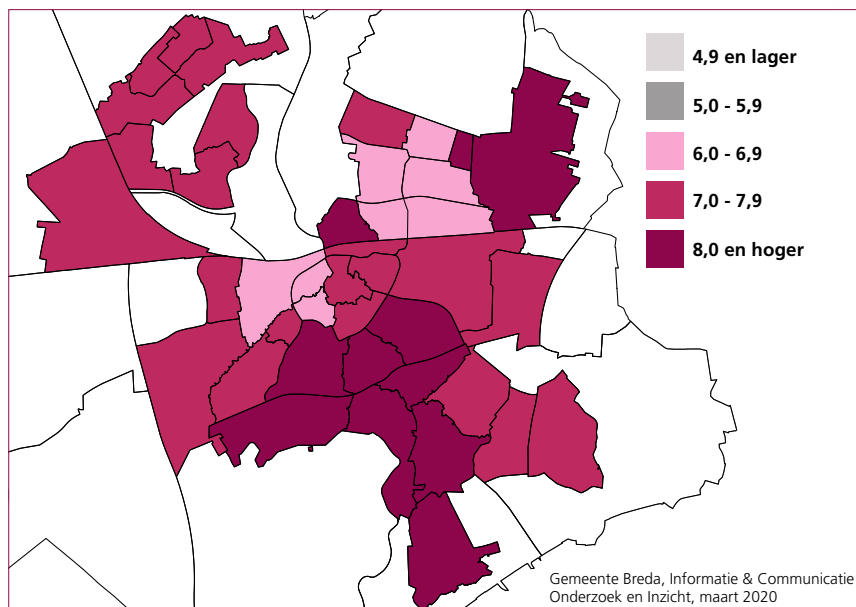 4,9 en lager
5,0 - 5,9
6,0 - 6,9
7,0 - 7,9
8,0 en hoger
Gemeente Breda, Informatie & Communicatie
Onderzoek en Inzicht, maart 2020